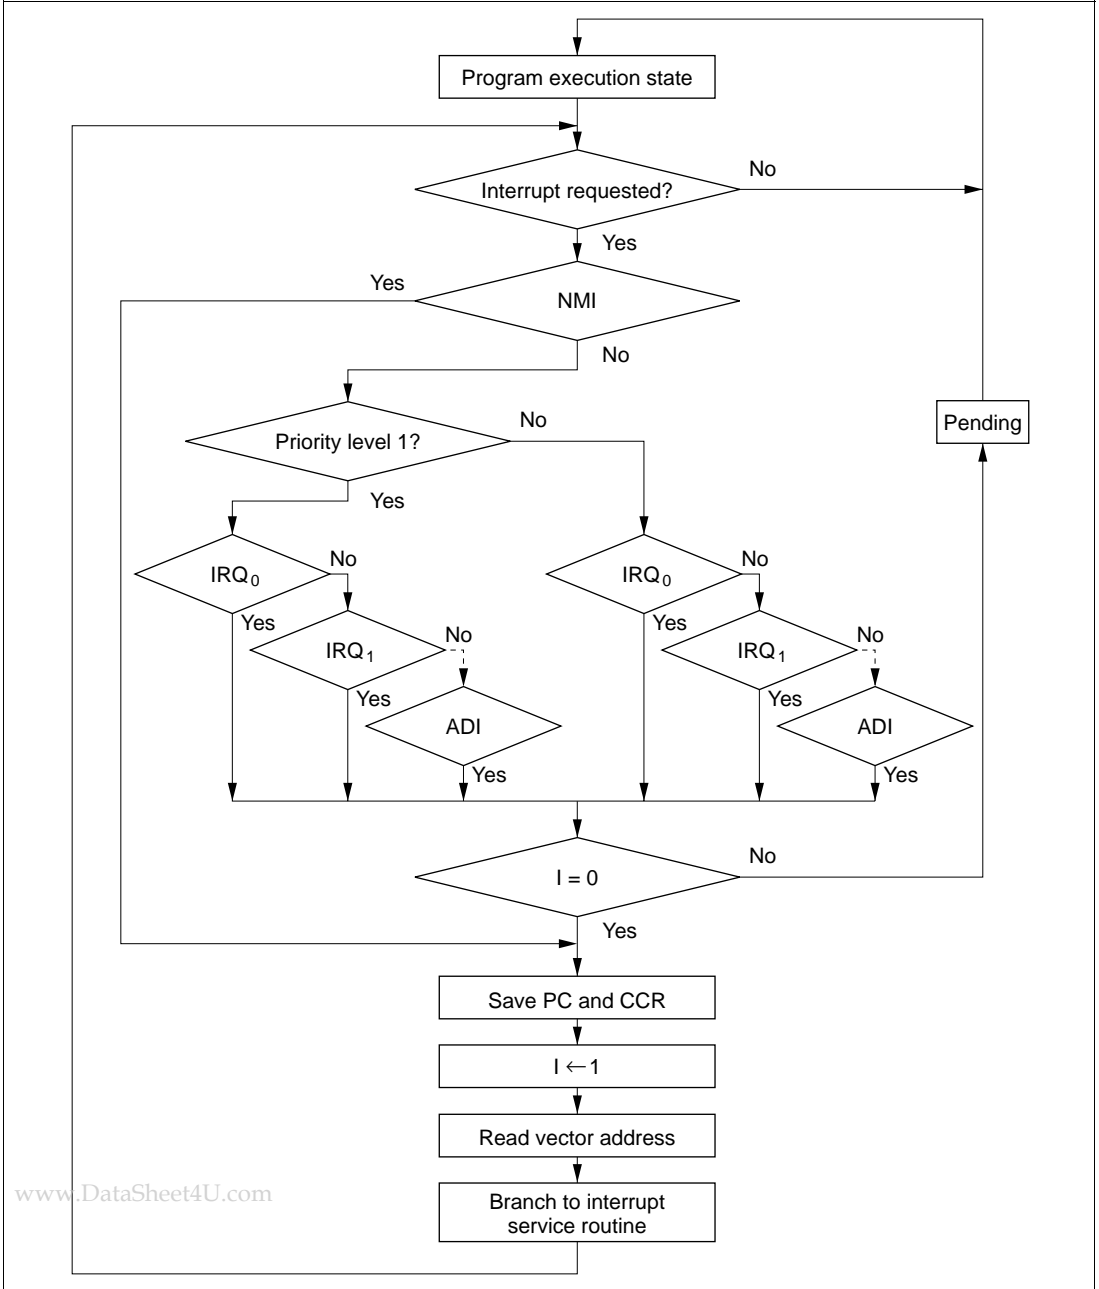 Program execution state
Interrupt requested?
No
Yes
NMI
Yes
No
Priority level 1?
No
Yes
Pending
IRQ0
No
Yes
IRQ1
No
Yes
ADI
Yes
IRQ0
No
Yes
IRQ1
No
Yes
ADI
Yes
I = 0
No
Yes
Save PC and CCR
I ← 1
Read vector address
Branch to interrupt
service routine
www.DataSheet4U.com